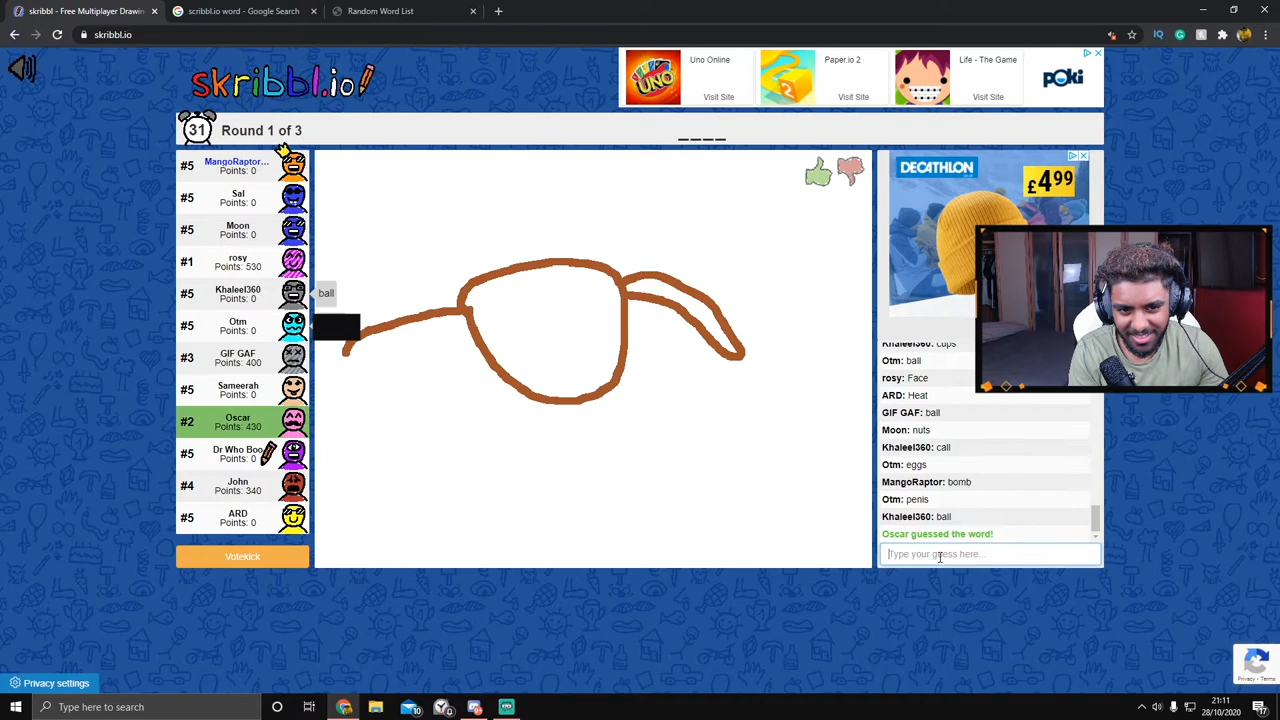 skribbl - Free Multiplayer Drawin
scribbl.io word - Google Search
Random Word List
skribbl.io
skribbl.io
Uno Online
Visit Site
Paper.io 2
Visit Site
Life - The Game
Visit Site
POKI
31
Round 1 of 3
____
#5 MangoRaptor...
Points: 0
#5 Sal
Points: 0
#5 Moon
Points: 0
#1 rosy
Points: 530
#5 Khaleel360
Points: 0
ball
#5 Otm
Points: 0
#3 GIF GAF
Points: 400
#5 Sameerah
Points: 0
#2 Oscar
Points: 430
#5 Dr Who Boo
Points: 0
#4 John
Points: 340
#5 ARD
Points: 0
Votekick
DECATHLON
£4.99
Khaleel360: cups
Otm: ball
rosy: Face
ARD: Heat
GIF GAF: ball
Moon: nuts
Khaleel360: call
Otm: eggs
MangoRaptor: bomb
Otm: penis
Khaleel360: ball
Oscar guessed the word!
Type your guess here...
Privacy - Terms
Privacy settings
Type here to search
10
21:11
28/10/2020